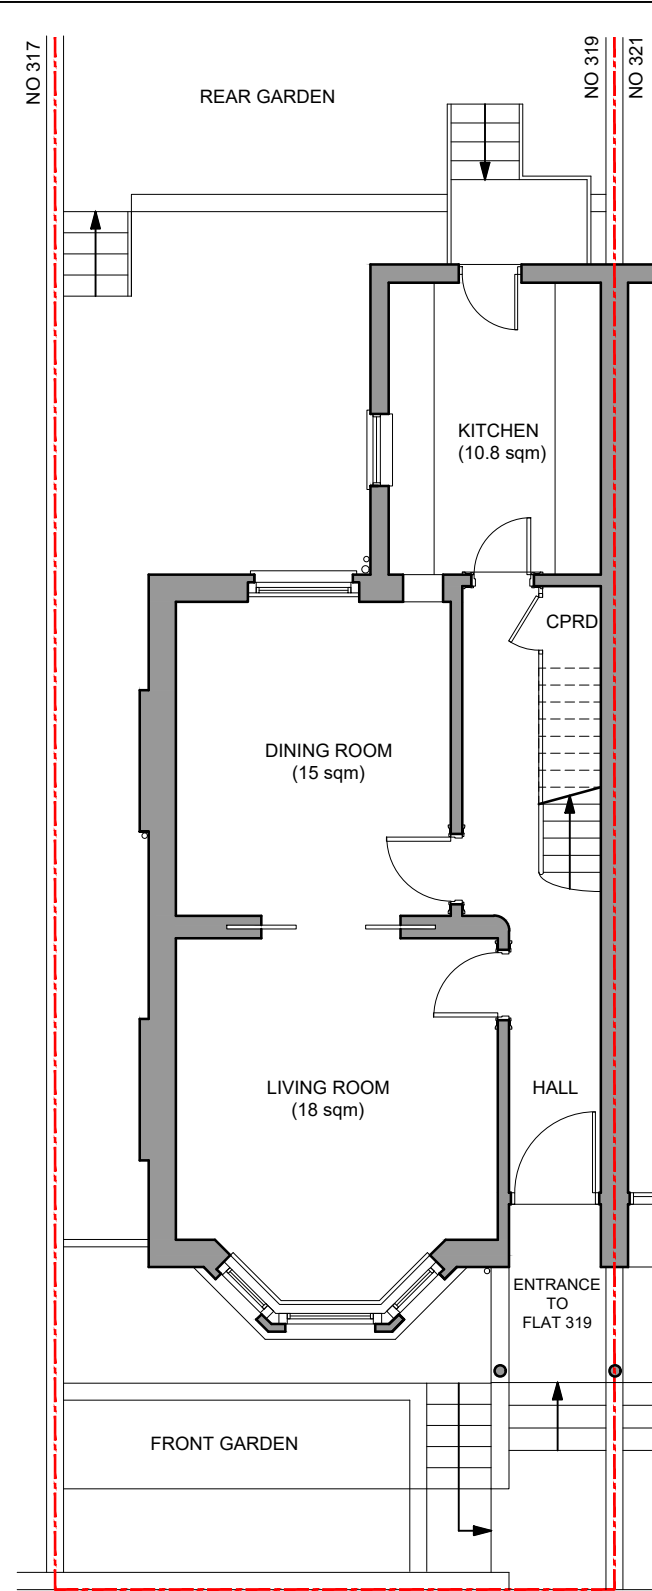 NO 317
NO 319
NO 321
REAR GARDEN
KITCHEN
(10.8 sqm)
CPRD
DINING ROOM
(15 sqm)
LIVING ROOM
(18 sqm)
HALL
ENTRANCE
TO
FLAT 319
FRONT GARDEN